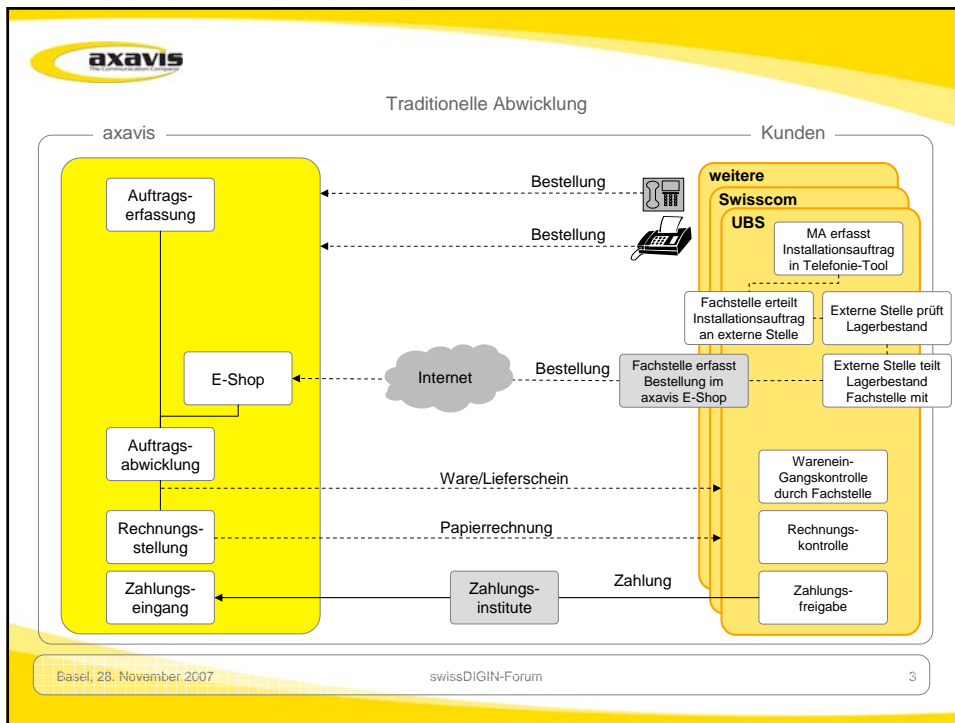 axavis
The Communication Company
Traditionelle Abwicklung
axavis
Kunden
Auftrags-
erfassung
Bestellung
Bestellung
weitere
Swisscom
UBS
MA erfasst
Installationsauftrag
in Telefonie-Tool
Fachstelle erteilt
Installationsauftrag
an externe Stelle
Externe Stelle prüft
Lagerbestand
E-Shop
Internet
Bestellung
Fachstelle erfasst
Bestellung im
axavis E-Shop
Externe Stelle teilt
Lagerbestand
Fachstelle mit
Auftrags-
abwicklung
Ware/Lieferschein
Warenein-
Gangskontrolle
durch Fachstelle
Rechnungs-
stellung
Papierrechnung
Rechnungs-
kontrolle
Zahlungs-
eingang
Zahlungs-
institute
Zahlung
Zahlungs-
freigabe
Basel, 28. November 2007
swissDIGIN-Forum
3